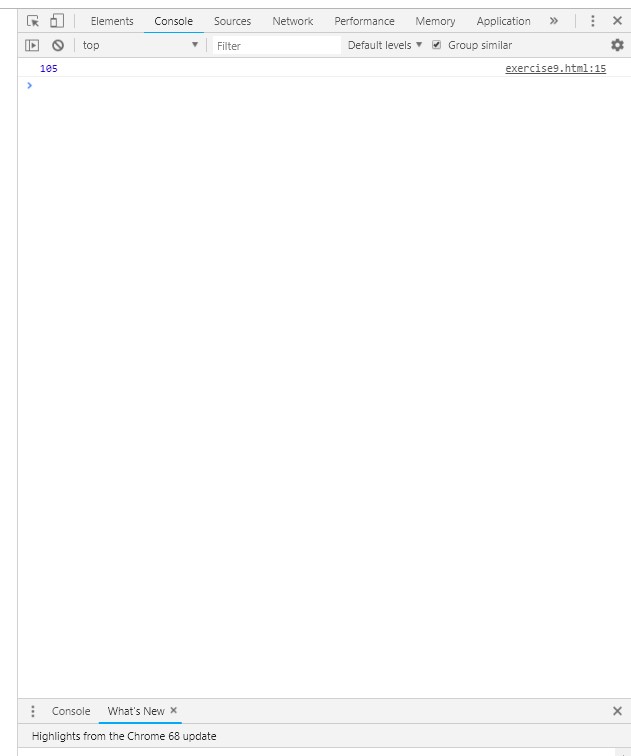 Elements Console Sources Network Performance Memory Application »
top Filter Default levels Group similar
105 exercise9.html:15
Console What's New
Highlights from the Chrome 68 update